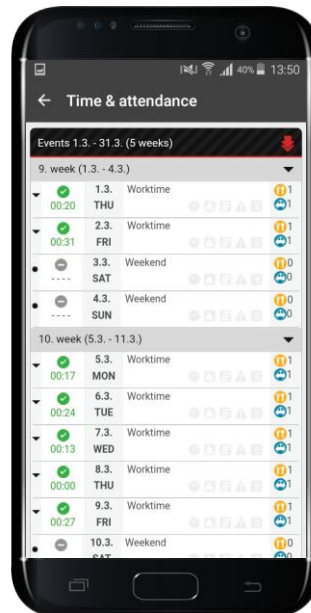 40% 13:50
Time & attendance
Events 1.3. - 31.3. (5 weeks)
9. week (1.3. - 4.3.)
1.3. Worktime 1
00:20 THU 1
2.3. Worktime 1
00:31 FRI 1
3.3. Weekend 0
---- SAT 0
4.3. Weekend 0
---- SUN 0
10. week (5.3. - 11.3.)
5.3. Worktime 1
00:17 MON 1
6.3. Worktime 1
00:24 TUE 1
7.3. Worktime 1
00:13 WED 1
8.3. Worktime 1
00:00 THU 1
9.3. Worktime 1
00:27 FRI 1
10.3. Weekend 0
SAT 0